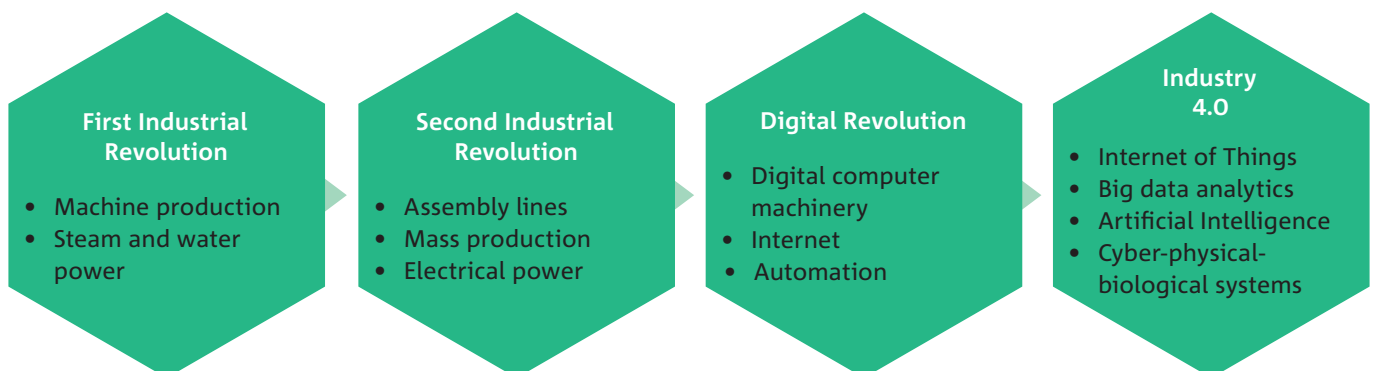 First Industrial
Revolution
• Machine production
• Steam and water
power
Second Industrial
Revolution
• Assembly lines
• Mass production
• Electrical power
Digital Revolution
• Digital computer
machinery
• Internet
• Automation
Industry
4.0
• Internet of Things
• Big data analytics
• Artificial Intelligence
• Cyber-physical-
biological systems